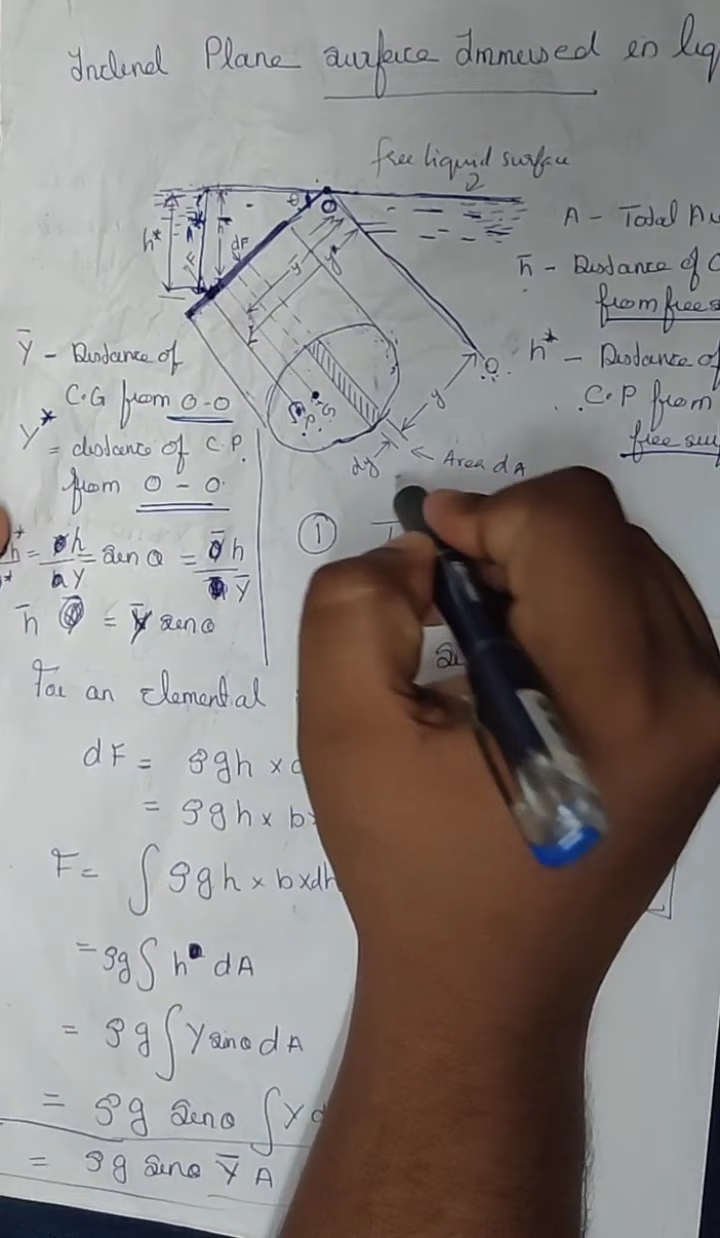 Inclined Plane surface Immersed in liq
free liquid surface
A - Total A
h̄ - Distance of C
from free s
h* - Distance of
C.P from
free su
h*
h̄
dF
θ
O
y
y*
O
y
dy
Area dA
ȳ - Distance of
C.G from O-O
y* = distance of C.P.
from O - O
①
h* = h = sin θ = h̄
y* y ȳ
h̄ = ȳ sin θ
For an Elemental
dF = ρgh ×
= ρgh × b
F = ∫ ρgh × b×dh
= ρg ∫ h dA
= ρg ∫ Y sin θ dA
= ρg sin θ ∫ Y d
= ρg sin θ Ȳ A